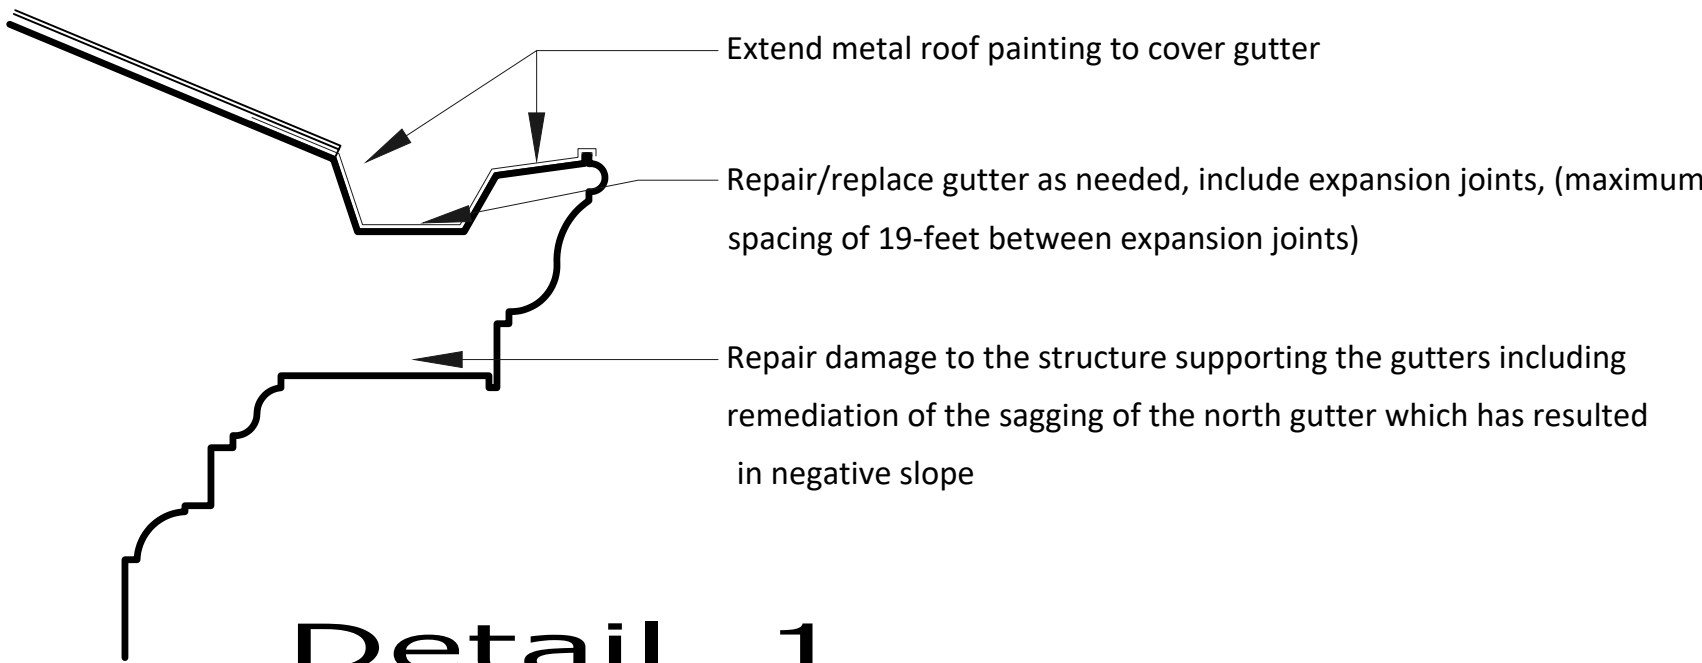 Extend metal roof painting to cover gutter
Repair/replace gutter as needed, include expansion joints, (maximum
spacing of 19-feet between expansion joints)
Repair damage to the structure supporting the gutters including
remediation of the sagging of the north gutter which has resulted
in negative slope
Detail 1